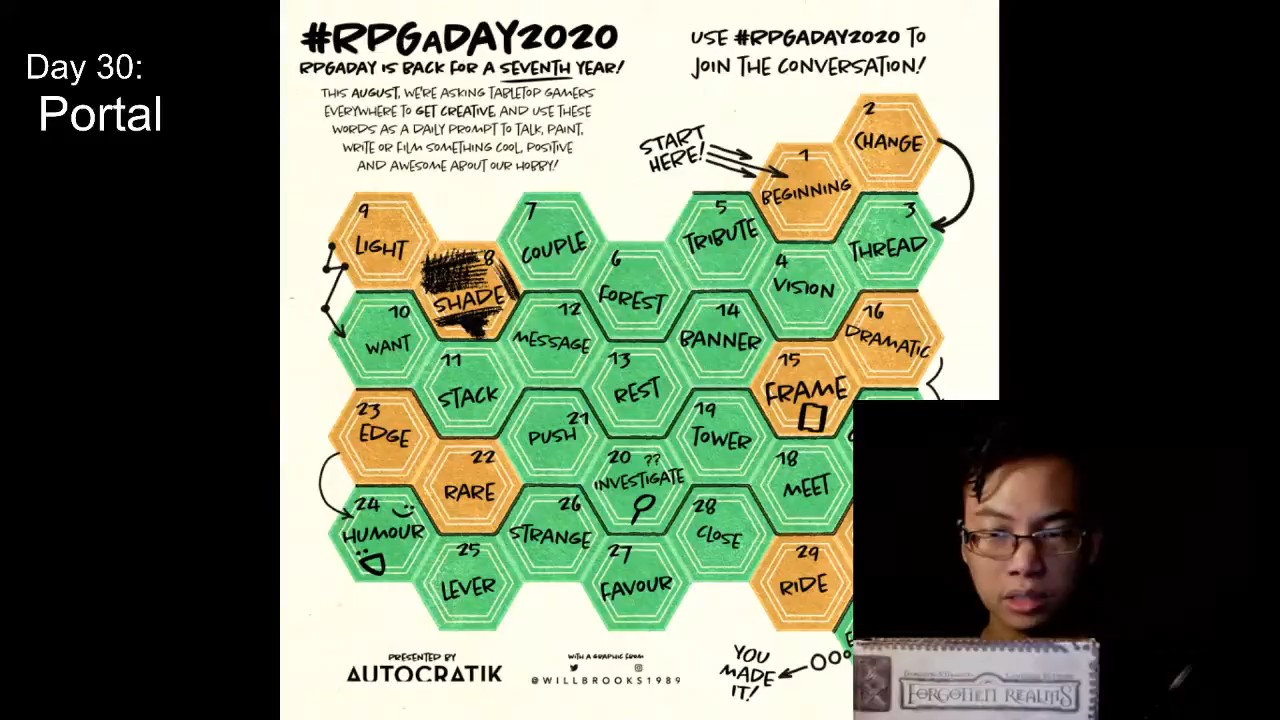 Day 30:
Portal
#RPGaDAY2020
RPGADAY IS BACK FOR A SEVENTH YEAR!
THIS AUGUST, WE'RE ASKING TABLETOP GAMERS
EVERYWHERE TO GET CREATIVE, AND USE THESE
WORDS AS A DAILY PROMPT TO TALK, PAINT,
WRITE OR FILM SOMETHING COOL, POSITIVE
AND AWESOME ABOUT OUR HOBBY!
USE #RPGADAY2020 TO
JOIN THE CONVERSATION!
START
HERE!
1
BEGINNING
2
CHANGE
3
THREAD
4
VISION
5
TRIBUTE
6
FOREST
7
COUPLE
8
SHADE
9
LIGHT
10
WANT
11
STACK
12
MESSAGE
13
REST
14
BANNER
15
FRAME
16
DRAMATIC
18
MEET
19
TOWER
20 ??
INVESTIGATE
21
PUSH
22
RARE
23
EDGE
24
HUMOUR
25
LEVER
26
STRANGE
27
FAVOUR
28
CLOSE
29
RIDE
YOU
MADE
IT!
PRESENTED BY
AUTOCRATIK
WITH A GRAPHIC FROM
@WILLBROOKS1989
FORGOTTEN REALMS